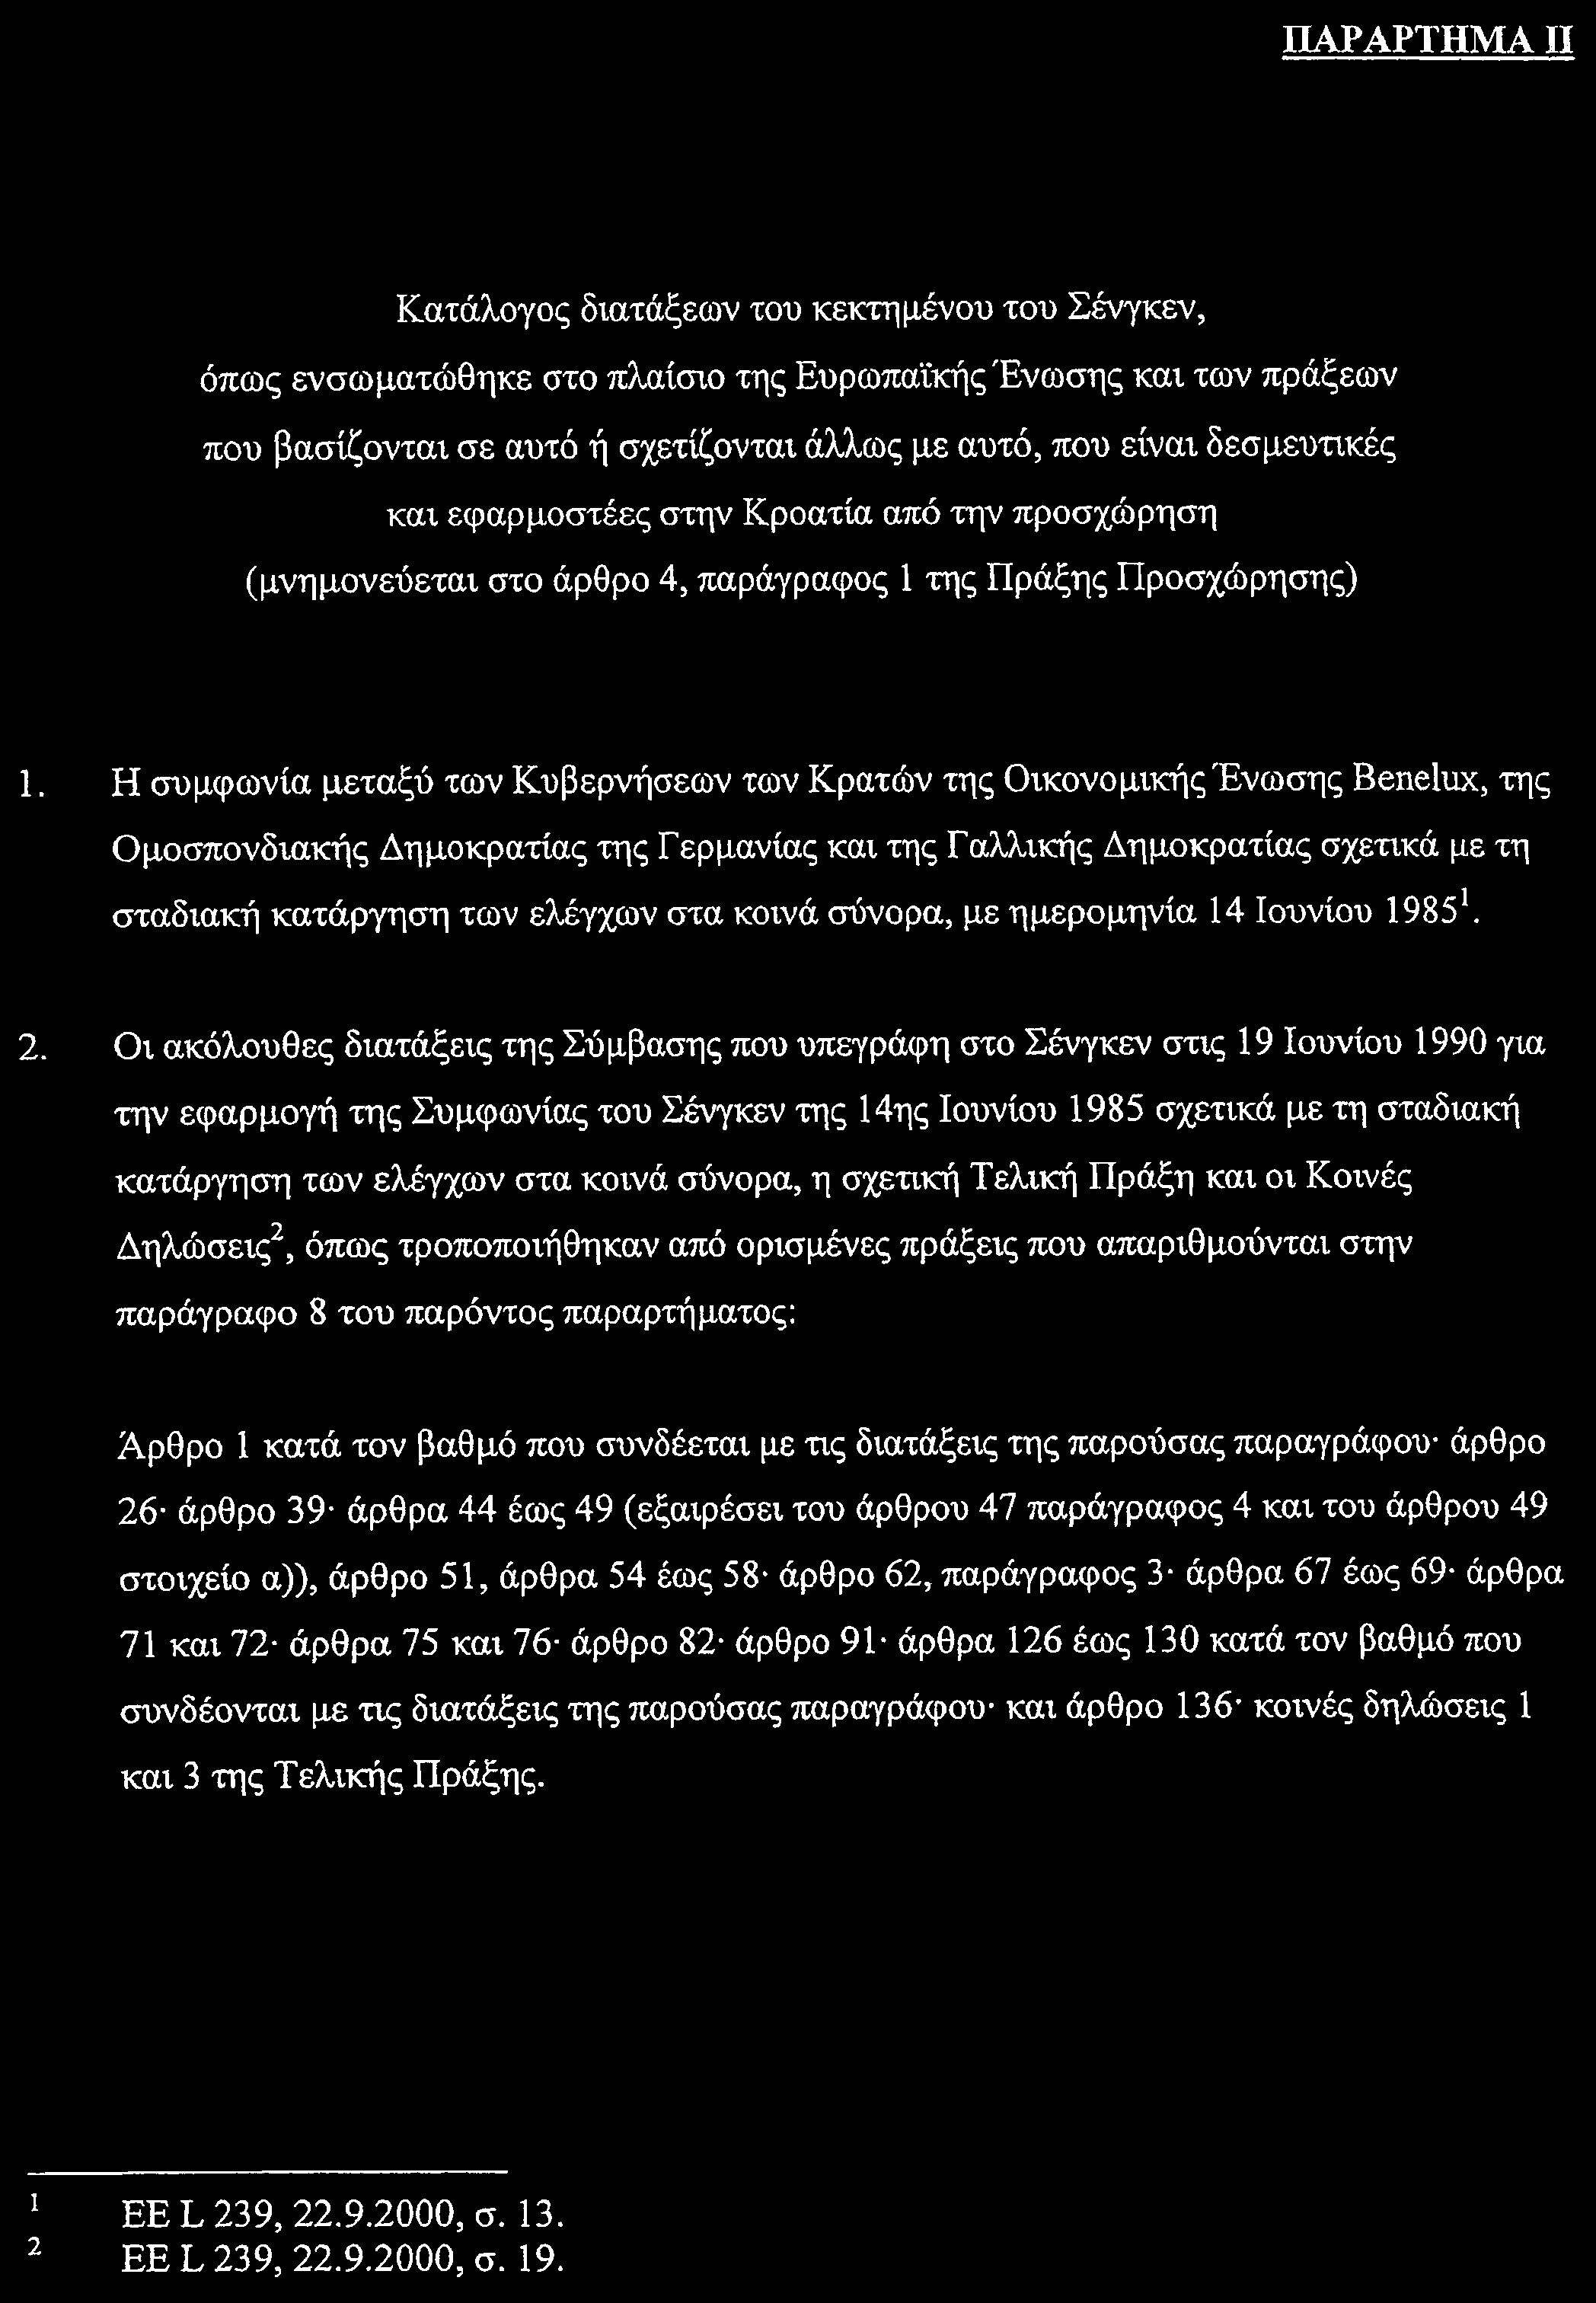 ΠΑΡΑΡΤΗΜΑ ΙΙ
Κατάλογος διατάξεων του κεκτημένου του Σένγκεν,
όπως ενσωματώθηκε στο πλαίσιο της Ευρωπαϊκής Ένωσης και των πράξεων
που βασίζονται σε αυτό ή σχετίζονται άλλως με αυτό, που είναι δεσμευτικές
και εφαρμοστέες στην Κροατία από την προσχώρηση
(μνημονεύεται στο άρθρο 4, παράγραφος 1 της Πράξης Προσχώρησης)
1. Η συμφωνία μεταξύ των Κυβερνήσεων των Κρατών της Οικονομικής Ένωσης Benelux, της
Ομοσπονδιακής Δημοκρατίας της Γερμανίας και της Γαλλικής Δημοκρατίας σχετικά με τη
σταδιακή κατάργηση των ελέγχων στα κοινά σύνορα, με ημερομηνία 14 Ιουνίου 1985¹.
2. Οι ακόλουθες διατάξεις της Σύμβασης που υπεγράφη στο Σένγκεν στις 19 Ιουνίου 1990 για
την εφαρμογή της Συμφωνίας του Σένγκεν της 14ης Ιουνίου 1985 σχετικά με τη σταδιακή
κατάργηση των ελέγχων στα κοινά σύνορα, η σχετική Τελική Πράξη και οι Κοινές
Δηλώσεις², όπως τροποποιήθηκαν από ορισμένες πράξεις που απαριθμούνται στην
παράγραφο 8 του παρόντος παραρτήματος:
Άρθρο 1 κατά τον βαθμό που συνδέεται με τις διατάξεις της παρούσας παραγράφου· άρθρο
26· άρθρο 39· άρθρα 44 έως 49 (εξαιρέσει του άρθρου 47 παράγραφος 4 και του άρθρου 49
στοιχείο α)), άρθρο 51, άρθρα 54 έως 58· άρθρο 62, παράγραφος 3· άρθρα 67 έως 69· άρθρα
71 και 72· άρθρα 75 και 76· άρθρο 82· άρθρο 91· άρθρα 126 έως 130 κατά τον βαθμό που
συνδέονται με τις διατάξεις της παρούσας παραγράφου· και άρθρο 136· κοινές δηλώσεις 1
και 3 της Τελικής Πράξης.
¹ ΕΕ L 239, 22.9.2000, σ. 13.
² ΕΕ L 239, 22.9.2000, σ. 19.